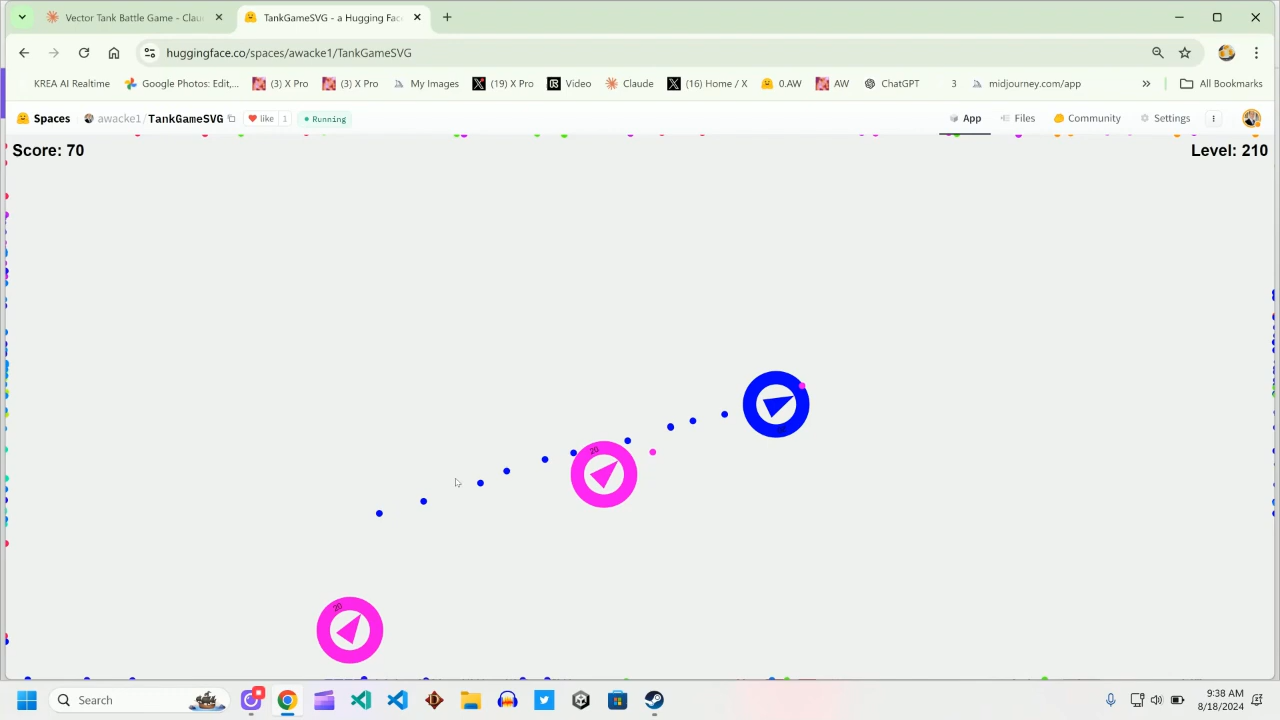 Vector Tank Battle Game - Clau
TankGameSVG - a Hugging Fac
huggingface.co/spaces/awacke1/TankGameSVG
KREA AI Realtime
Google Photos: Edit,...
(3) X Pro
(3) X Pro
My Images
(19) X Pro
Video
Claude
(16) Home / X
0.AW
AW
ChatGPT
3
midjourney.com/app
»
All Bookmarks
Spaces
awacke1/TankGameSVG
like 1
Running
App
Files
Community
Settings
Score: 70
Level: 210
20
20
Search
9:38 AM
8/18/2024